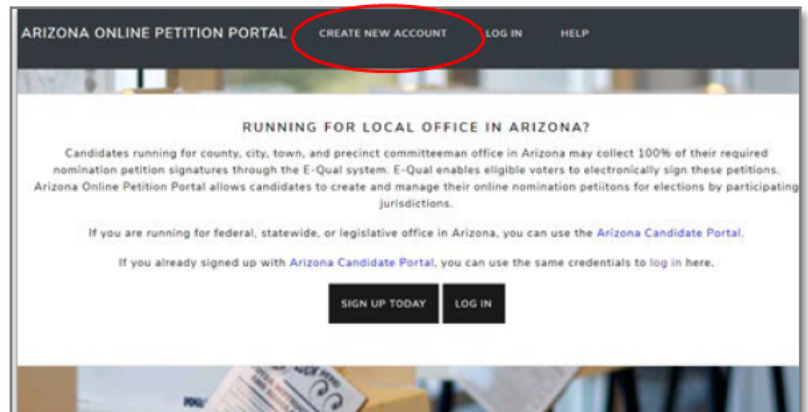 ARIZONA ONLINE PETITION PORTAL CREATE NEW ACCOUNT LOG IN HELP
RUNNING FOR LOCAL OFFICE IN ARIZONA?
Candidates running for county, city, town, and precinct committeeman office in Arizona may collect 100% of their required
nomination petition signatures through the E-Qual system. E-Qual enables eligible voters to electronically sign these petitions.
Arizona Online Petition Portal allows candidates to create and manage their online nomination petiitons for elections by participating
jurisdictions.
If you are running for federal, statewide, or legislative office in Arizona, you can use the Arizona Candidate Portal.
If you already signed up with Arizona Candidate Portal, you can use the same credentials to log in here.
SIGN UP TODAY LOG IN